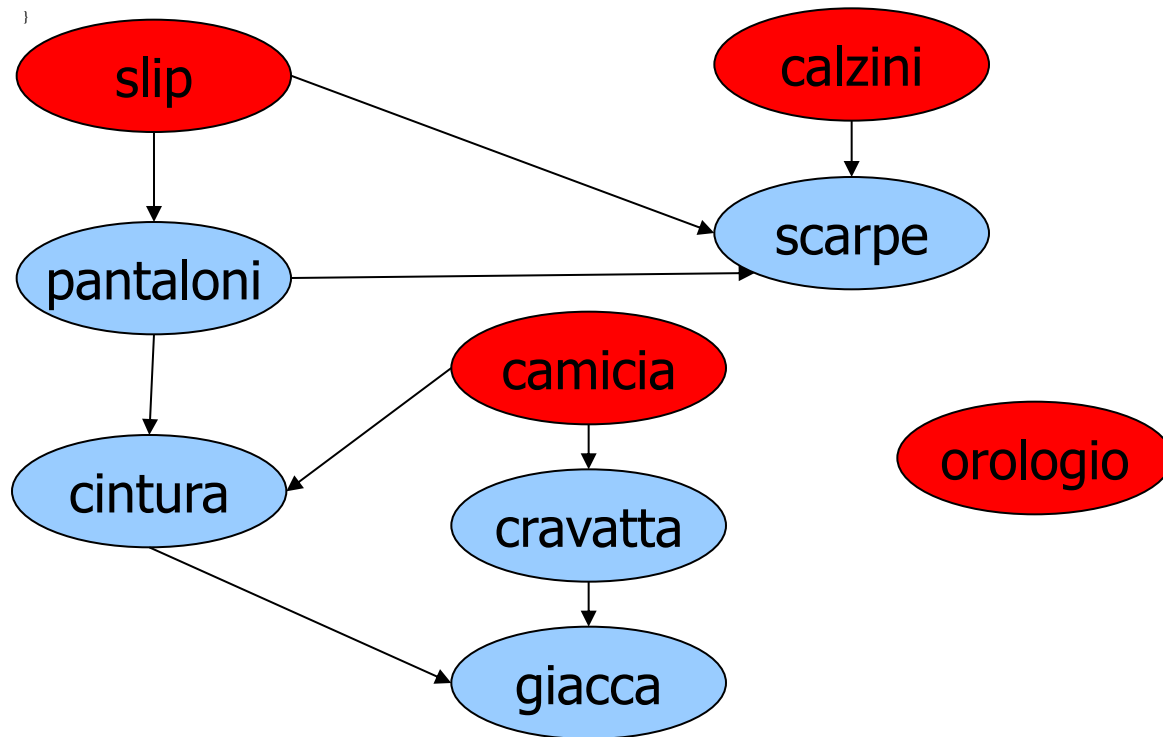 }
slip
calzini
scarpe
pantaloni
camicia
orologio
cintura
cravatta
giacca